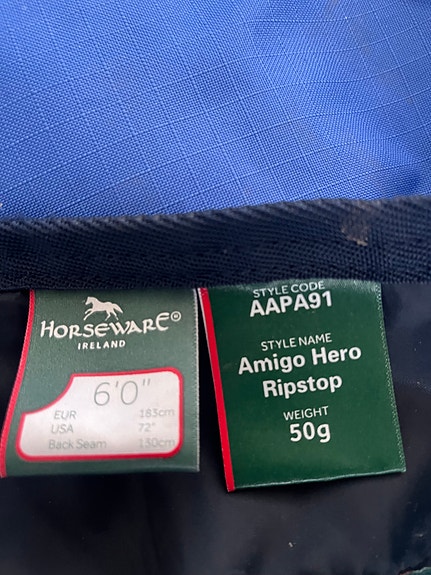 HORSEWARE®
IRELAND
6'0"
EUR 183cm
USA 72"
Back Seam 130cm
STYLE CODE
AAPA91
STYLE NAME
Amigo Hero
Ripstop
WEIGHT
50g